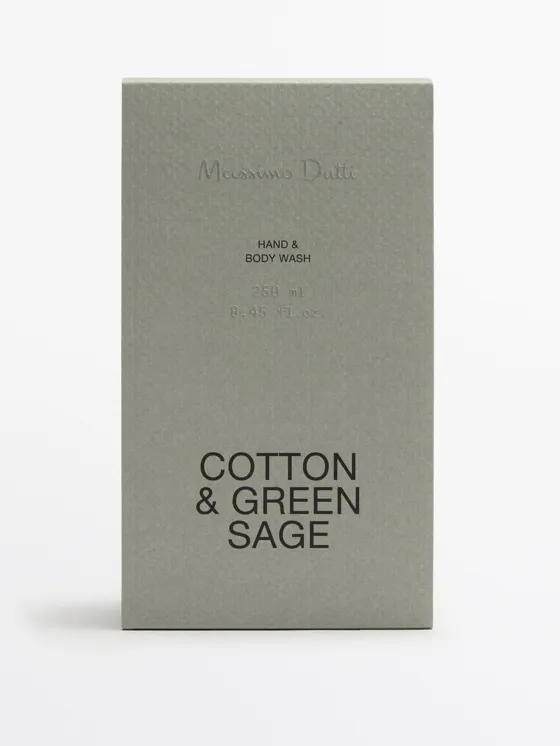 Massimo Dutti
HAND &
BODY WASH
250 ml
8.45 fl.oz.
COTTON
& GREEN
SAGE